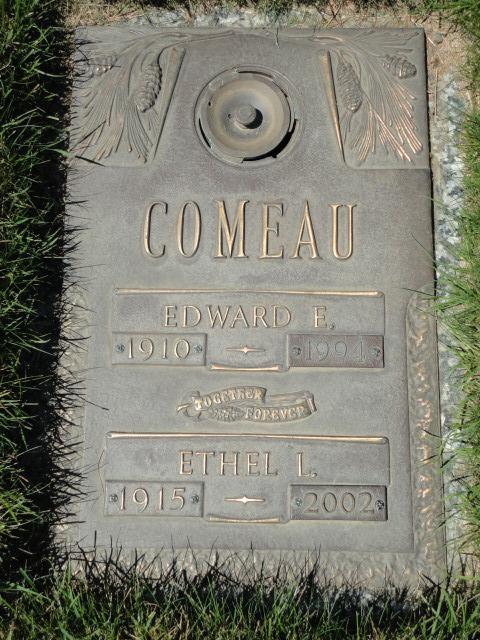 COMEAU
EDWARD E.
1910 1994
TOGETHER
FOREVER
ETHEL L.
1915 2002